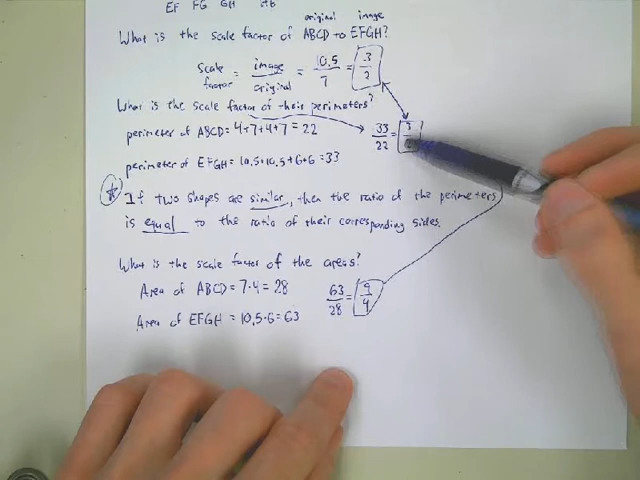 EF FG GH
original image
What is the scale factor of ABCD to EFGH?
scale factor = image / original = 10.5 / 7 = 3 / 2
What is the scale factor of their perimeters?
perimeter of ABCD = 4+7+4+7 = 22
33 / 22 = 3 / 2
perimeter of EFGH = 10.5+10.5+6+6 = 33
If two shapes are similar, then the ratio of the perimeters
is equal to the ratio of their corresponding sides.
What is the scale factor of the areas?
Area of ABCD = 7·4 = 28
63 / 28 = 9 / 4
Area of EFGH = 10.5·6 = 63